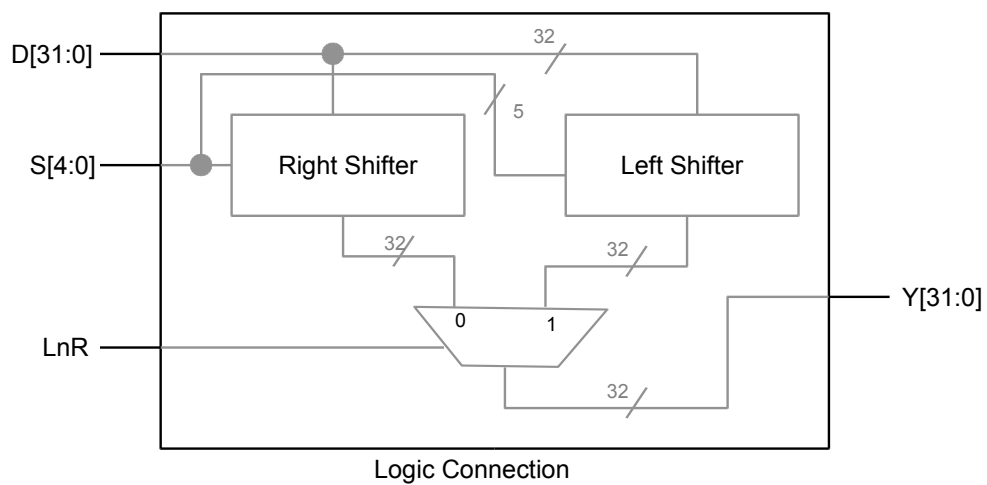 D[31:0]
32
5
S[4:0]
Right Shifter
Left Shifter
32
32
0
1
Y[31:0]
LnR
32
Logic Connection